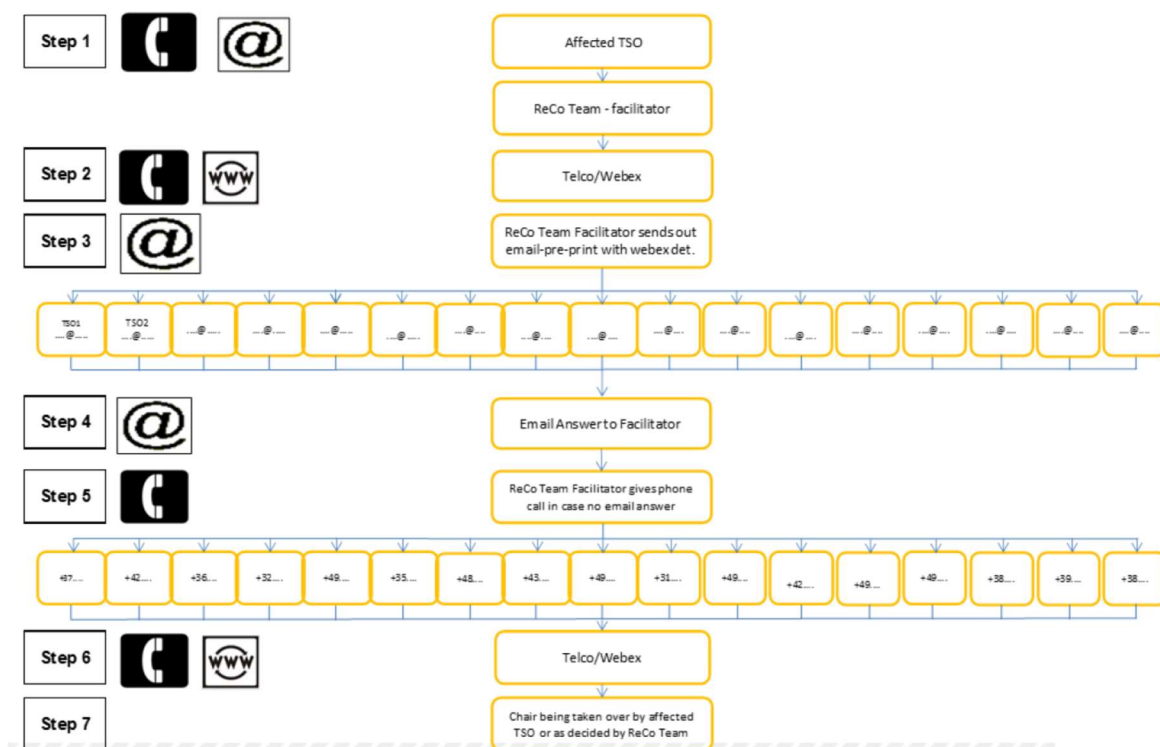 Step 1
@
Affected TSO
ReCo Team - facilitator
Step 2
WWW
Telco/Webex
Step 3
@
ReCo Team Facilitator sends out
email-pre-print with webex det.
TSO1
....@.....
TSO2
....@.....
....@.....
....@.....
....@....
....@.....
....@....
....@....
....@....
....@....
....@....
....@....
....@....
....@....
....@....
....@....
....@....
Step 4
@
Email Answer to Facilitator
Step 5
ReCo Team Facilitator gives phone
call in case no email answer
+37....
+42....
+36....
+32....
+49....
+35....
+48....
+43....
+49....
+31....
+49....
+42....
+49....
+49....
+38....
+39....
+38....
Step 6
WWW
Telco/Webex
Step 7
Chair being taken over by affected
TSO or as decided by ReCo Team